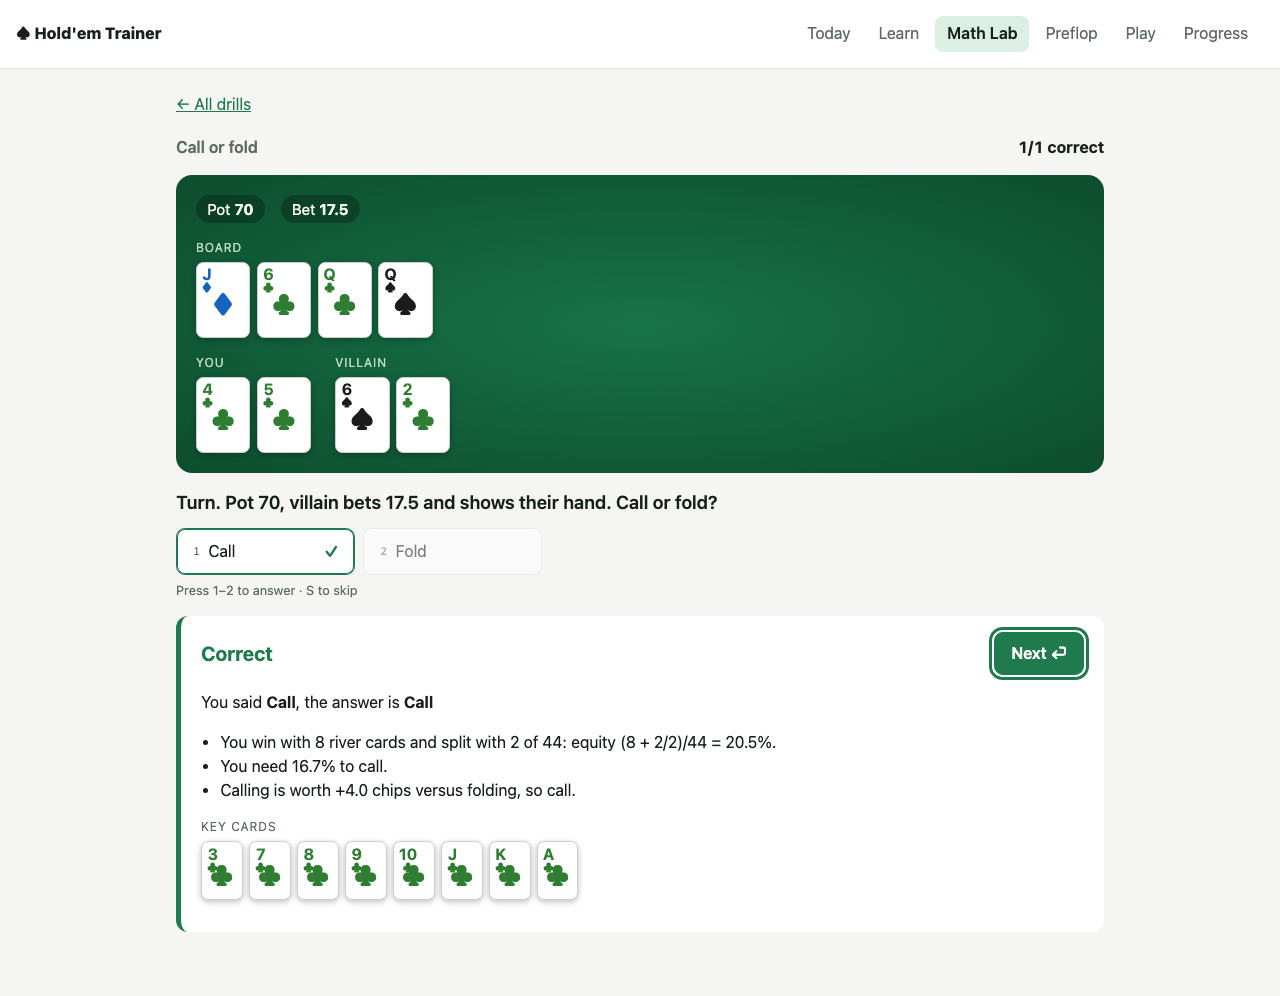 ♠ Hold'em Trainer
Today Learn Math Lab Preflop Play Progress
← All drills
Call or fold 1/1 correct
Pot 70 Bet 17.5
BOARD
J♦ 6♣ Q♣ Q♠
YOU VILLAIN
4♣ 5♣ 6♠ 2♣
Turn. Pot 70, villain bets 17.5 and shows their hand. Call or fold?
1 Call ✓ 2 Fold
Press 1–2 to answer · S to skip
Correct Next ↵
You said Call, the answer is Call
• You win with 8 river cards and split with 2 of 44: equity (8 + 2/2)/44 = 20.5%.
• You need 16.7% to call.
• Calling is worth +4.0 chips versus folding, so call.
KEY CARDS
3♣ 7♣ 8♣ 9♣ 10♣ J♣ K♣ A♣